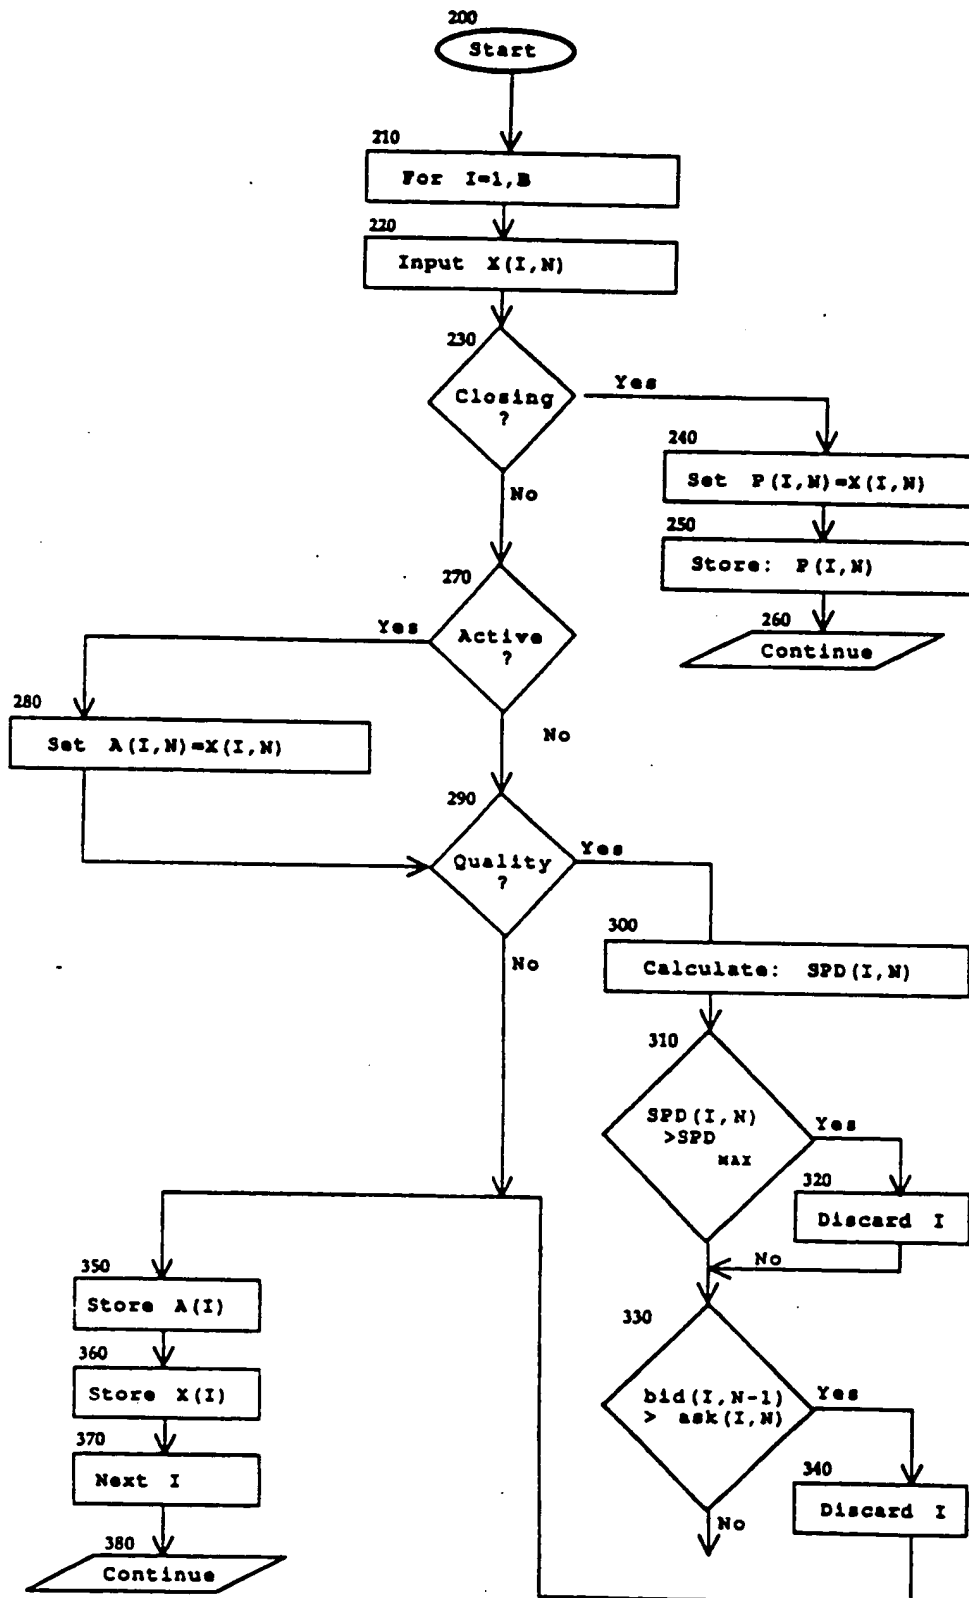 200
Start
210
For I=1,B
220
Input X(I,N)
230
Closing
?
Yes
No
240
Set P(I,N)=X(I,N)
250
Store: P(I,N)
260
Continue
270
Active
?
Yes
No
280
Set A(I,N)=X(I,N)
290
Quality
?
Yes
No
300
Calculate: SPD(I,N)
310
SPD(I,N)
>SPD
MAX
Yes
320
Discard I
No
330
bid(I,N-1)
> ask(I,N)
Yes
340
Discard I
No
350
Store A(I)
360
Store X(I)
370
Next I
380
Continue